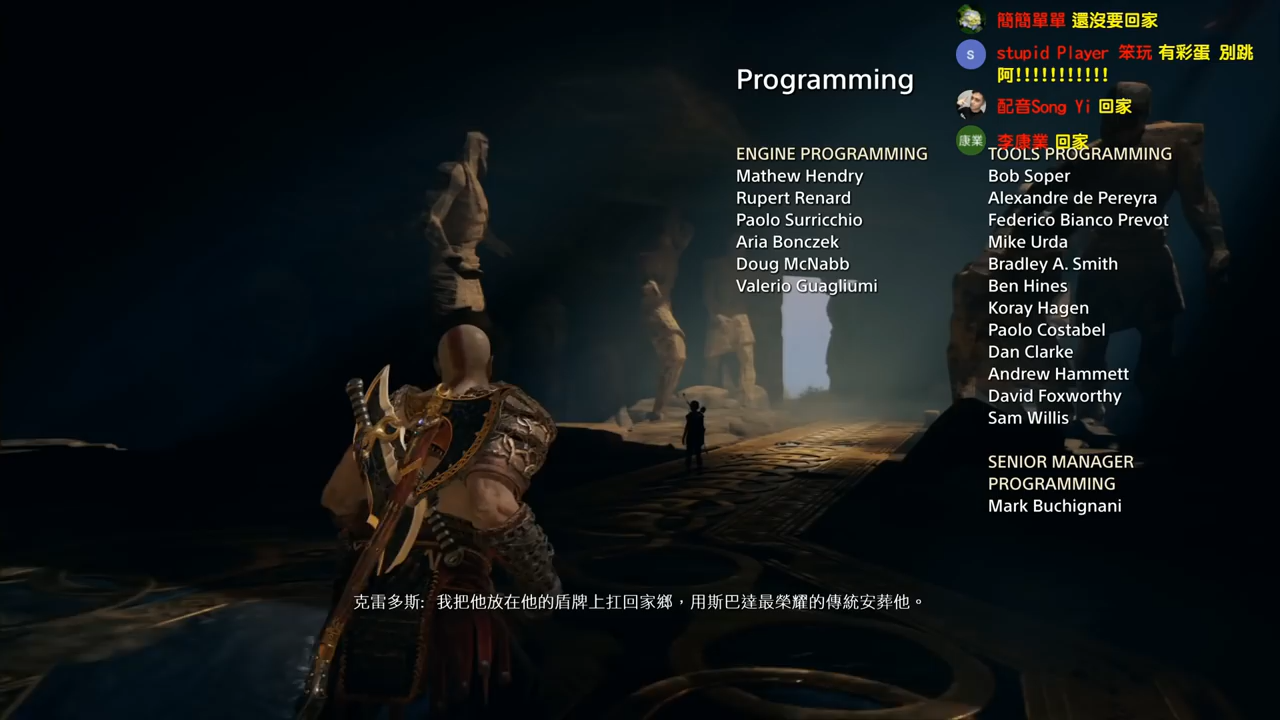 簡簡單單 還沒要回家
S stupid Player 笨玩 有彩蛋 別跳
阿!!!!!!!!!!!
配音Song Yi 回家
康業 李康業 回家
Programming
ENGINE PROGRAMMING
Mathew Hendry
Rupert Renard
Paolo Surricchio
Aria Bonczek
Doug McNabb
Valerio Guagliumi
TOOLS PROGRAMMING
Bob Soper
Alexandre de Pereyra
Federico Bianco Prevot
Mike Urda
Bradley A. Smith
Ben Hines
Koray Hagen
Paolo Costabel
Dan Clarke
Andrew Hammett
David Foxworthy
Sam Willis
SENIOR MANAGER
PROGRAMMING
Mark Buchignani
克雷多斯: 我把他放在他的盾牌上扛回家鄉，用斯巴達最榮耀的傳統安葬他。